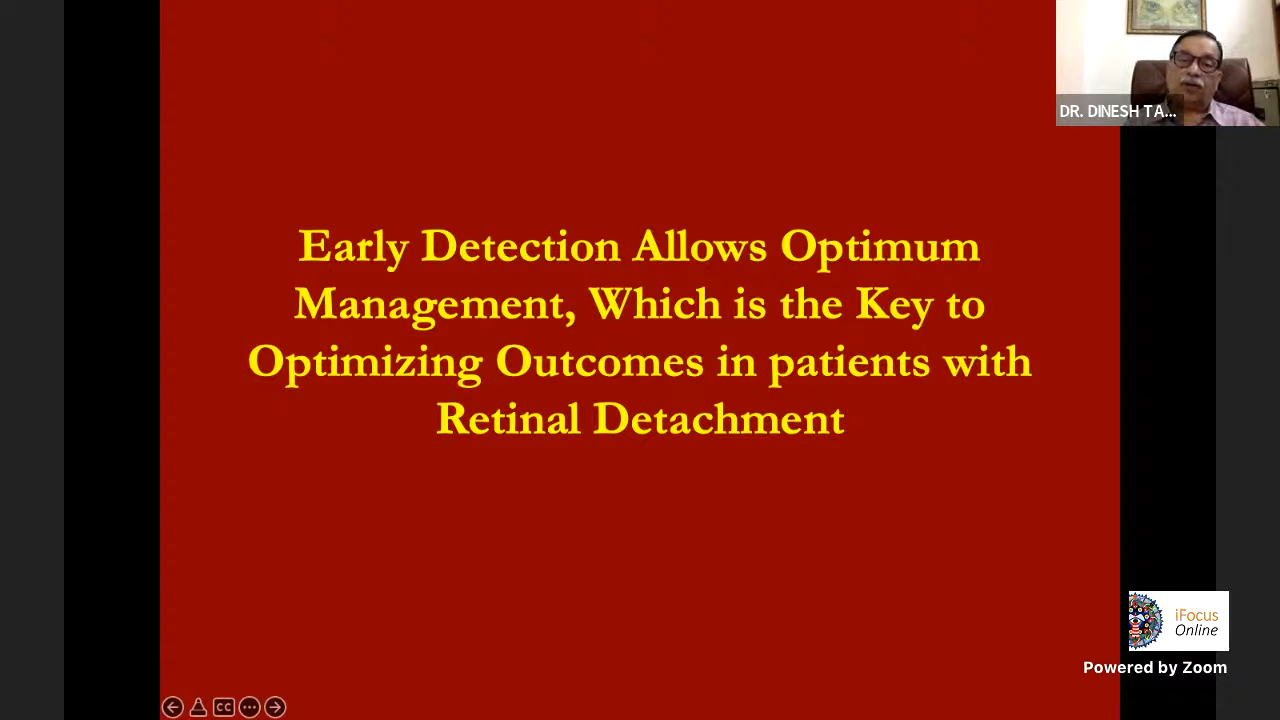 DR. DINESH TA...
Early Detection Allows Optimum
Management, Which is the Key to
Optimizing Outcomes in patients with
Retinal Detachment
iFocus
Online
Powered by Zoom
CC